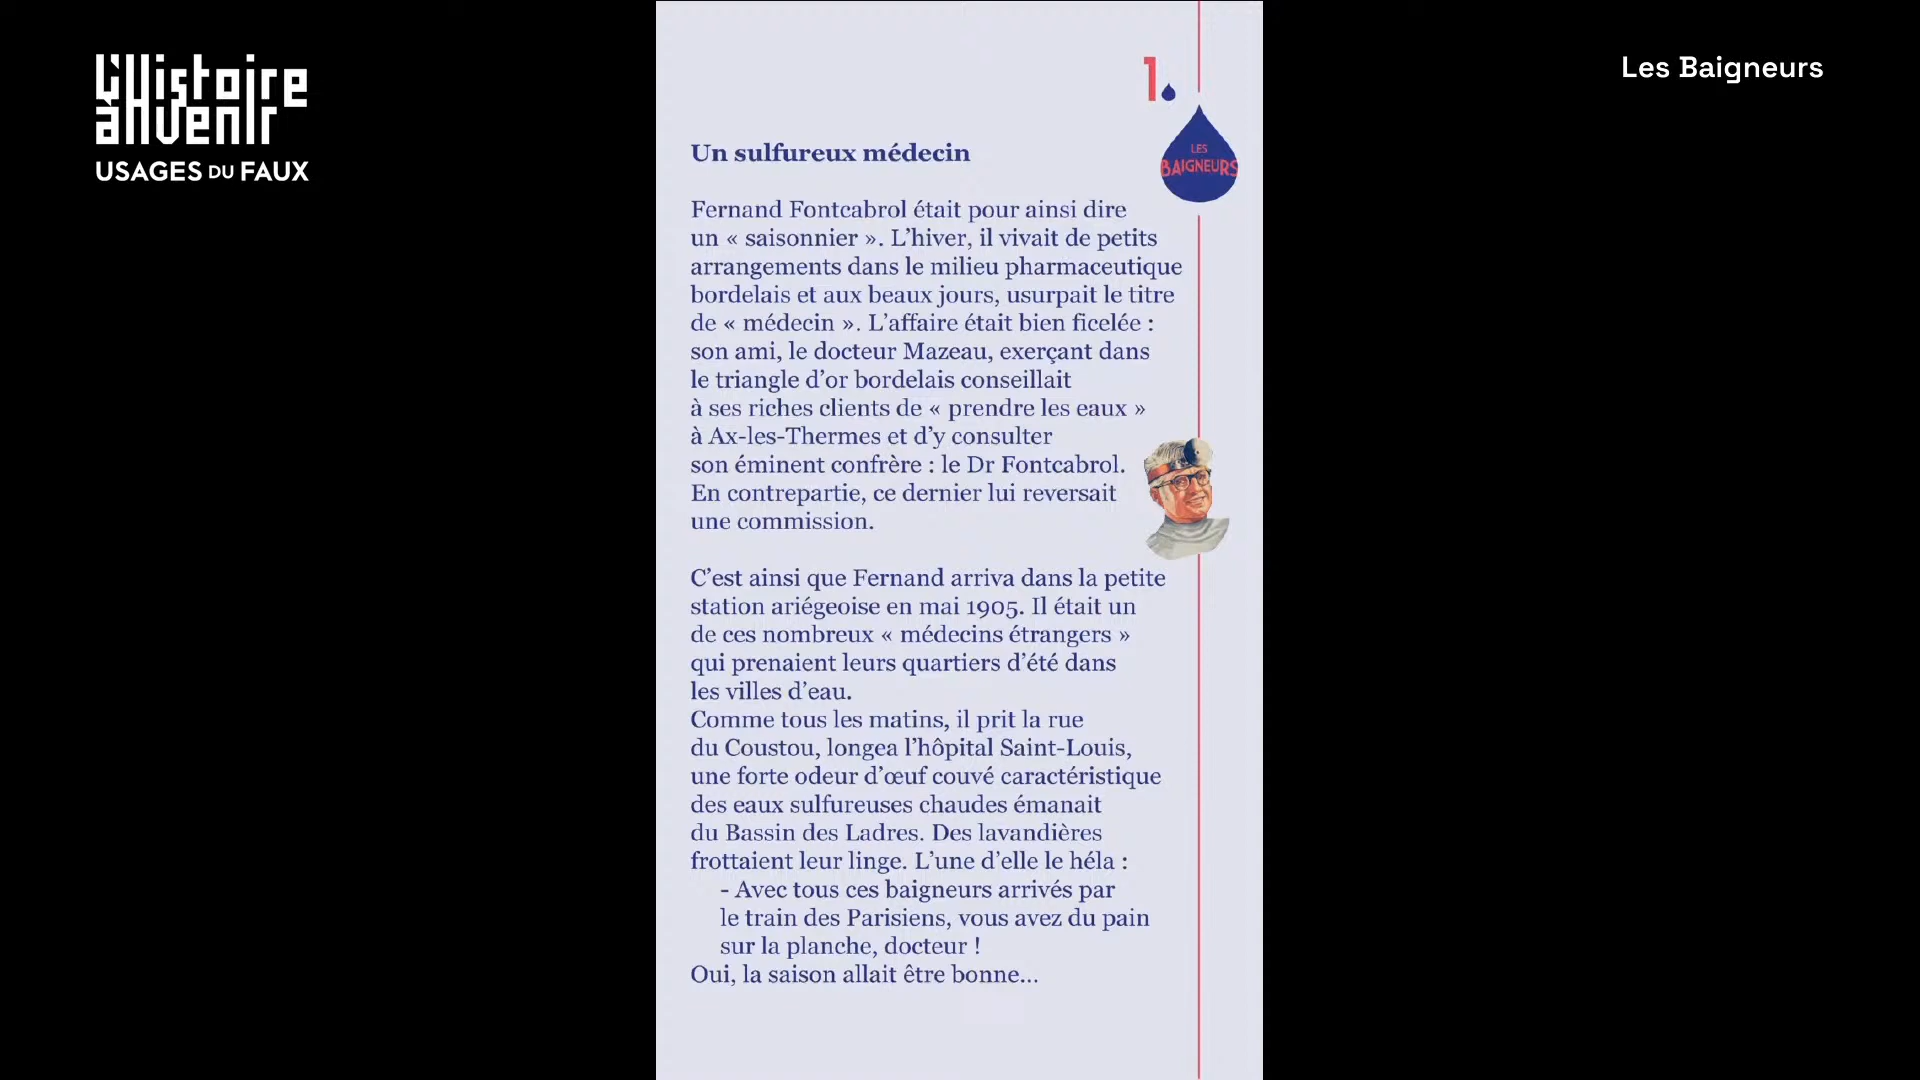 L'Histoire
à Venir
USAGES DU FAUX
Les Baigneurs
1
LES
BAIGNEURS
Un sulfureux médecin
Fernand Fontcabrol était pour ainsi dire
un « saisonnier ». L’hiver, il vivait de petits
arrangements dans le milieu pharmaceutique
bordelais et aux beaux jours, usurpait le titre
de « médecin ». L’affaire était bien ficelée :
son ami, le docteur Mazeau, exerçant dans
le triangle d’or bordelais conseillait
à ses riches clients de « prendre les eaux »
à Ax-les-Thermes et d’y consulter
son éminent confrère : le Dr Fontcabrol.
En contrepartie, ce dernier lui reversait
une commission.
C’est ainsi que Fernand arriva dans la petite
station ariégeoise en mai 1905. Il était un
de ces nombreux « médecins étrangers »
qui prenaient leurs quartiers d’été dans
les villes d’eau.
Comme tous les matins, il prit la rue
du Coustou, longea l’hôpital Saint-Louis,
une forte odeur d’œuf couvé caractéristique
des eaux sulfureuses chaudes émanait
du Bassin des Ladres. Des lavandières
frottaient leur linge. L’une d’elle le héla :
- Avec tous ces baigneurs arrivés par
le train des Parisiens, vous avez du pain
sur la planche, docteur !
Oui, la saison allait être bonne…